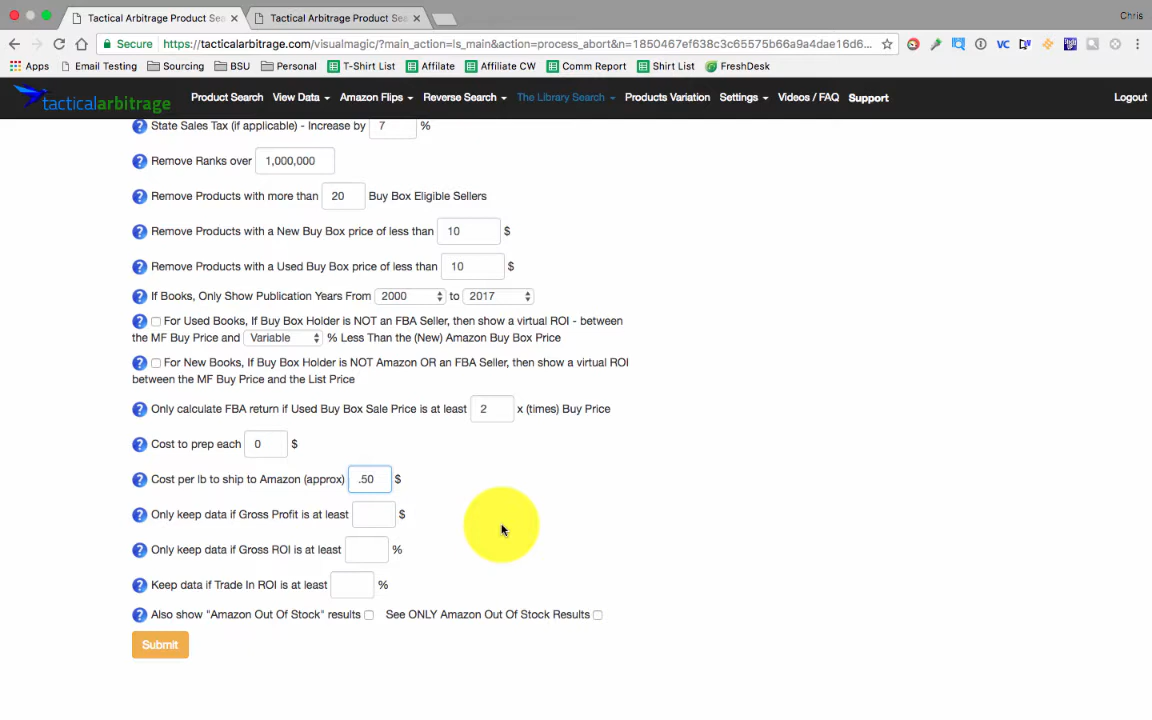 Tactical Arbitrage Product Sea
Tactical Arbitrage Product Se
Chris
Secure https://tacticalarbitrage.com/visualmagic/?main_action=ls_main&action=process_abort&n=1850467ef638c3c65575b66a9a4dae16d6...
Apps Email Testing Sourcing BSU Personal T-Shirt List Affilate Affiliate CW Comm Report Shirt List FreshDesk
tacticalarbitrage Product Search View Data Amazon Flips Reverse Search The Library Search Products Variation Settings Videos / FAQ Support Logout
State Sales Tax (if applicable) - Increase by 7 %
Remove Ranks over 1,000,000
Remove Products with more than 20 Buy Box Eligible Sellers
Remove Products with a New Buy Box price of less than 10 $
Remove Products with a Used Buy Box price of less than 10 $
If Books, Only Show Publication Years From 2000 to 2017
For Used Books, If Buy Box Holder is NOT an FBA Seller, then show a virtual ROI - between
the MF Buy Price and Variable % Less Than the (New) Amazon Buy Box Price
For New Books, If Buy Box Holder is NOT Amazon OR an FBA Seller, then show a virtual ROI
between the MF Buy Price and the List Price
Only calculate FBA return if Used Buy Box Sale Price is at least 2 x (times) Buy Price
Cost to prep each 0 $
Cost per lb to ship to Amazon (approx) .50 $
Only keep data if Gross Profit is at least $
Only keep data if Gross ROI is at least %
Keep data if Trade In ROI is at least %
Also show "Amazon Out Of Stock" results See ONLY Amazon Out Of Stock Results
Submit